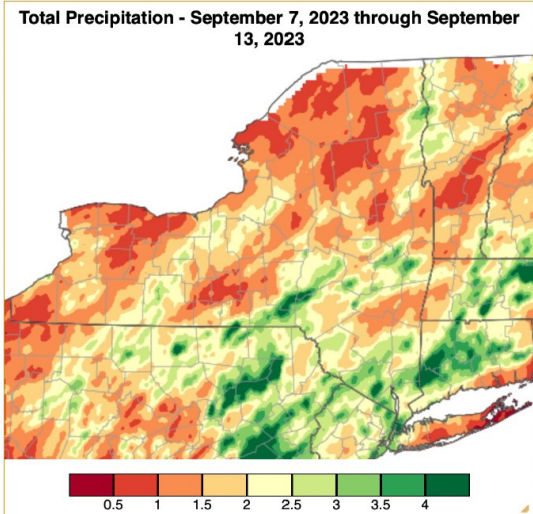 Total Precipitation - September 7, 2023 through September
13, 2023
0.5 1 1.5 2 2.5 3 3.5 4